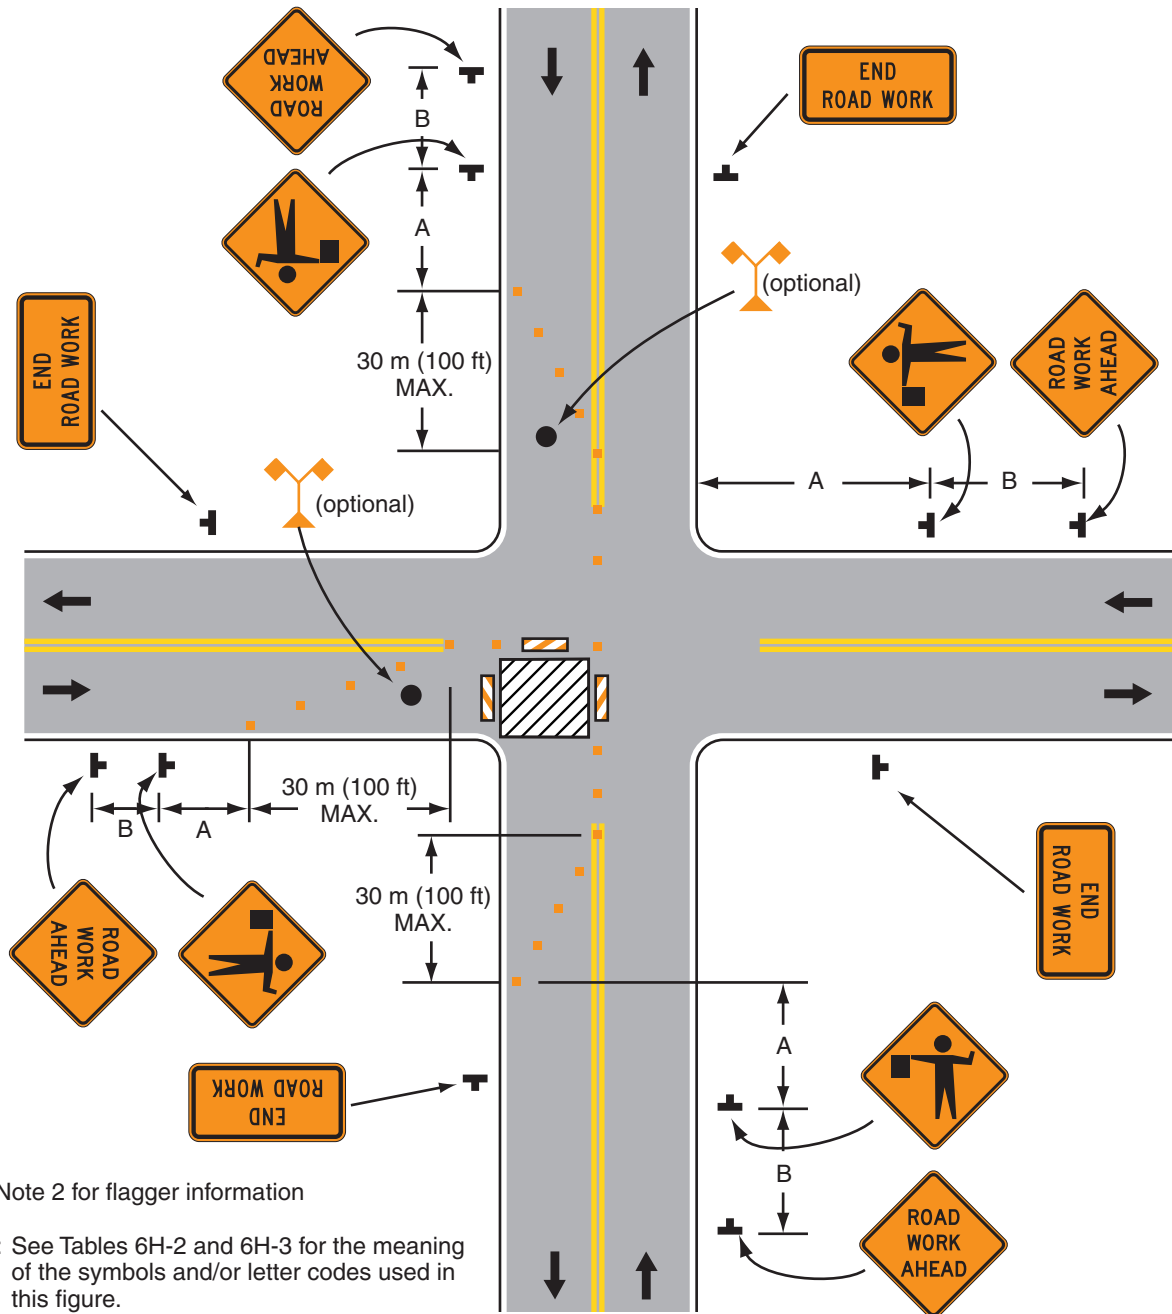 ROAD
WORK
AHEAD
END
ROAD WORK
B
A
(optional)
30 m (100 ft)
MAX.
END
ROAD WORK
ROAD
WORK
AHEAD
A
B
(optional)
30 m (100 ft)
MAX.
B
A
30 m (100 ft)
MAX.
ROAD
WORK
AHEAD
END
ROAD WORK
A
END
ROAD WORK
B
ROAD
WORK
AHEAD
Note 2 for flagger information
: See Tables 6H-2 and 6H-3 for the meaning
of the symbols and/or letter codes used in
this figure.